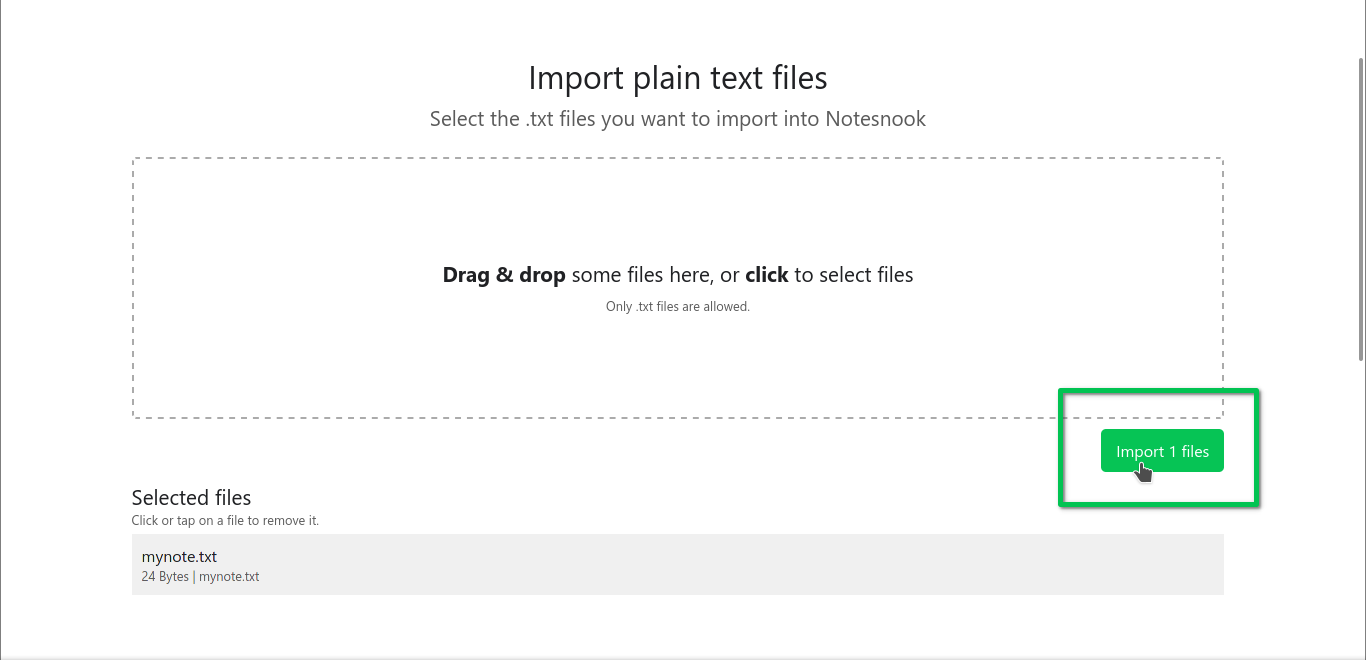 Import plain text files
Select the .txt files you want to import into Notesnook
Drag & drop some files here, or click to select files
Only .txt files are allowed.
Import 1 files
Selected files
Click or tap on a file to remove it.
mynote.txt
24 Bytes | mynote.txt